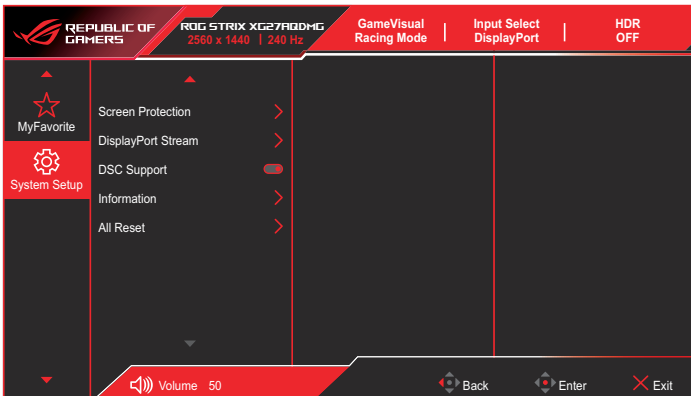 REPUBLIC OF
GAMERS
ROG STRIX XG27AQDMG
2560 x 1440 | 240 Hz
GameVisual
Racing Mode
Input Select
DisplayPort
HDR
OFF
MyFavorite
System Setup
Screen Protection
DisplayPort Stream
DSC Support
Information
All Reset
Volume 50
Back
Enter
Exit